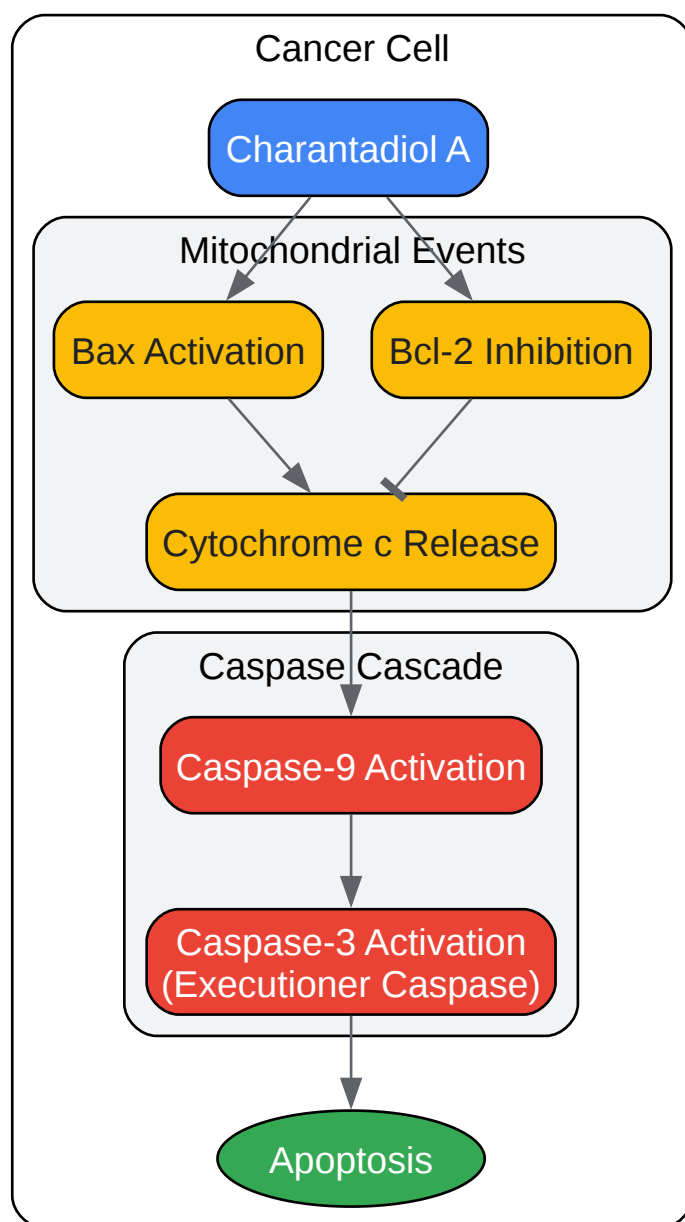 Cancer Cell
Charantadiol A
Mitochondrial Events
Bax Activation
Bcl-2 Inhibition
Cytochrome c Release
Caspase Cascade
Caspase-9 Activation
Caspase-3 Activation
(Executioner Caspase)
Apoptosis